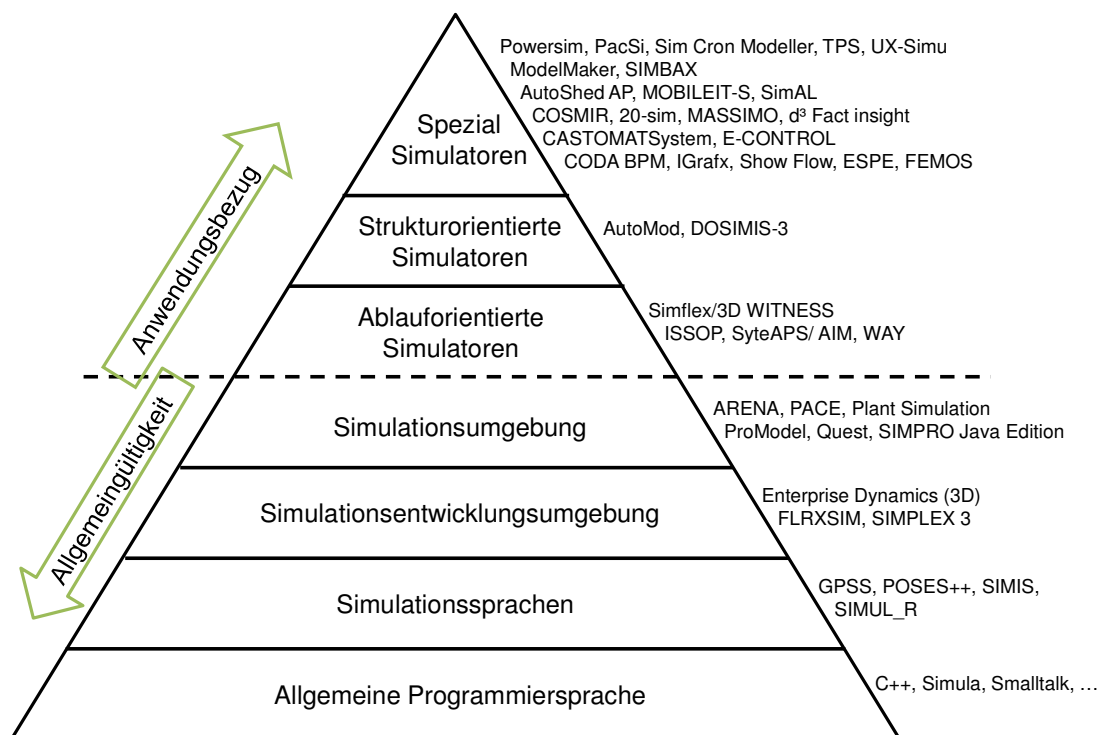 Powersim, PacSi, Sim Cron Modeller, TPS, UX-Simu
ModelMaker, SIMBAX
AutoShed AP, MOBILEIT-S, SimAL
COSMIR, 20-sim, MASSIMO, d³ Fact insight
CASTOMATSystem, E-CONTROL
CODA BPM, IGrafx, Show Flow, ESPE, FEMOS
Spezial
Simulatoren
Anwendungsbezug
Strukturorientierte
Simulatoren
AutoMod, DOSIMIS-3
Ablauforientierte
Simulatoren
Simflex/3D WITNESS
ISSOP, SyteAPS/ AIM, WAY
Allgemeingültigkeit
Simulationsumgebung
ARENA, PACE, Plant Simulation
ProModel, Quest, SIMPRO Java Edition
Simulationsentwicklungsumgebung
Enterprise Dynamics (3D)
FLRXSIM, SIMPLEX 3
Simulationssprachen
GPSS, POSES++, SIMIS,
SIMUL_R
Allgemeine Programmiersprache
C++, Simula, Smalltalk, …